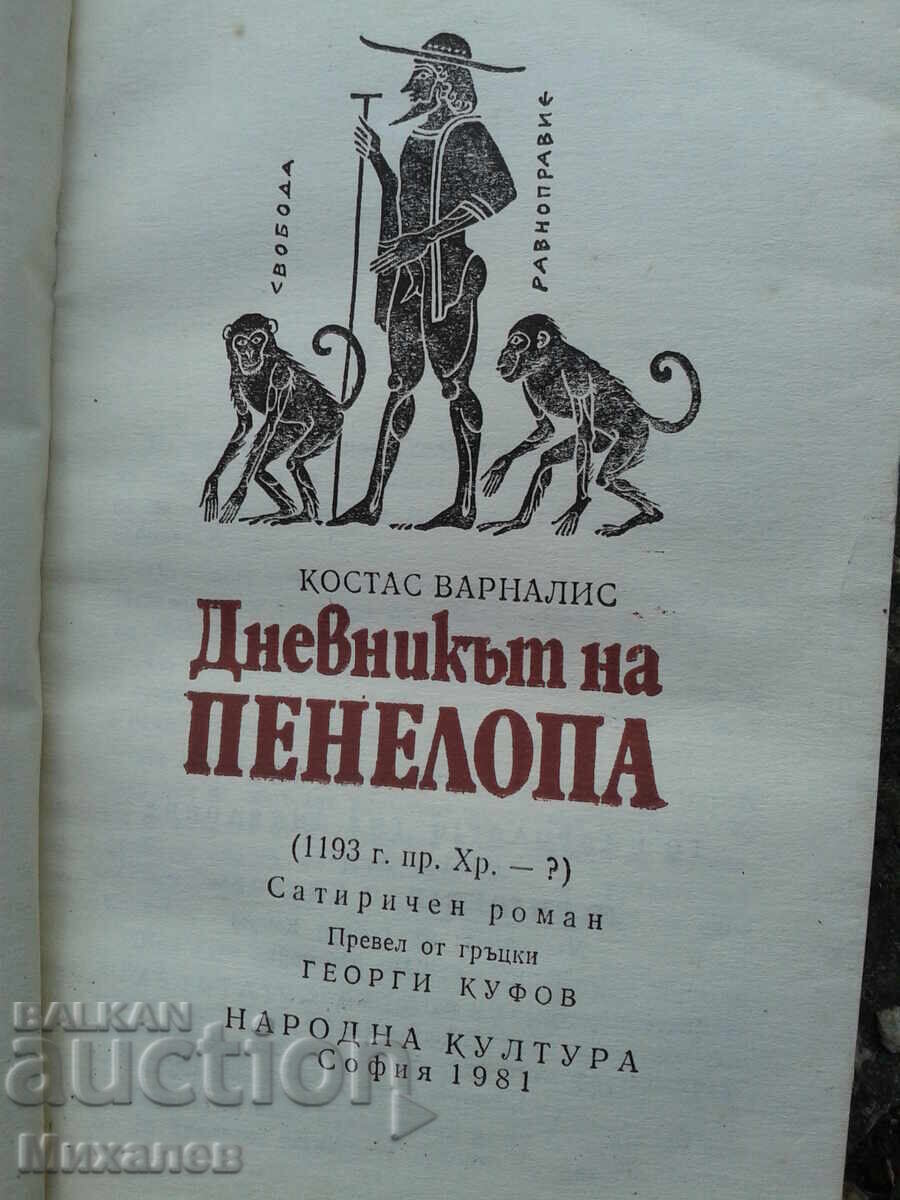 СВОБОДА
РАВНОПРАВИЕ
КОСТАС ВАРНАЛИС
Дневникът на
ПЕНЕЛОПА
(1193 г. пр. Хр. — ?)
Сатиричен роман
Превел от гръцки
ГЕОРГИ КУФОВ
НАРОДНА КУЛТУРА
София 1981
BALKAN
auction
Михалев